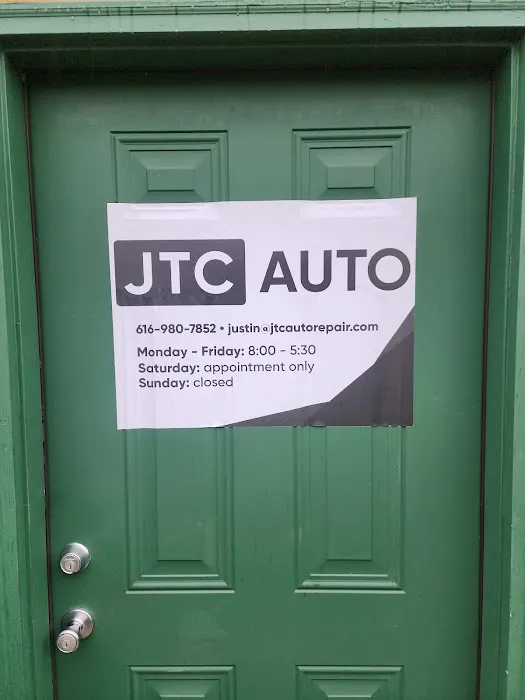 JTC AUTO
616-980-7852 • justin@jtcautorepair.com
Monday - Friday: 8:00 - 5:30
Saturday: appointment only
Sunday: closed